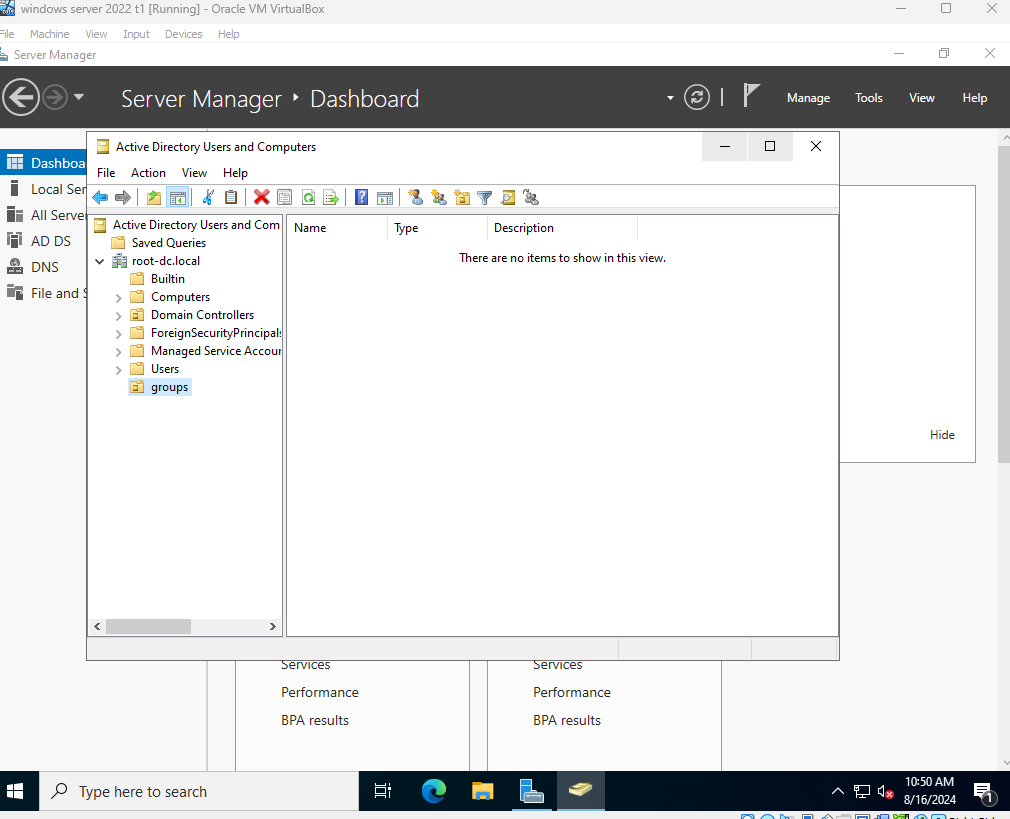 windows server 2022 t1 [Running] - Oracle VM VirtualBox
File Machine View Input Devices Help
Server Manager
Server Manager ‣ Dashboard
Manage Tools View Help
Active Directory Users and Computers
File Action View Help
Dashboa
Local Ser
All Server
AD DS
DNS
File and S
Active Directory Users and Com
Saved Queries
root-dc.local
Builtin
Computers
Domain Controllers
ForeignSecurityPrincipals
Managed Service Accour
Users
groups
Name Type Description
There are no items to show in this view.
Hide
Services Services
Performance Performance
BPA results BPA results
Type here to search
10:50 AM
8/16/2024
1